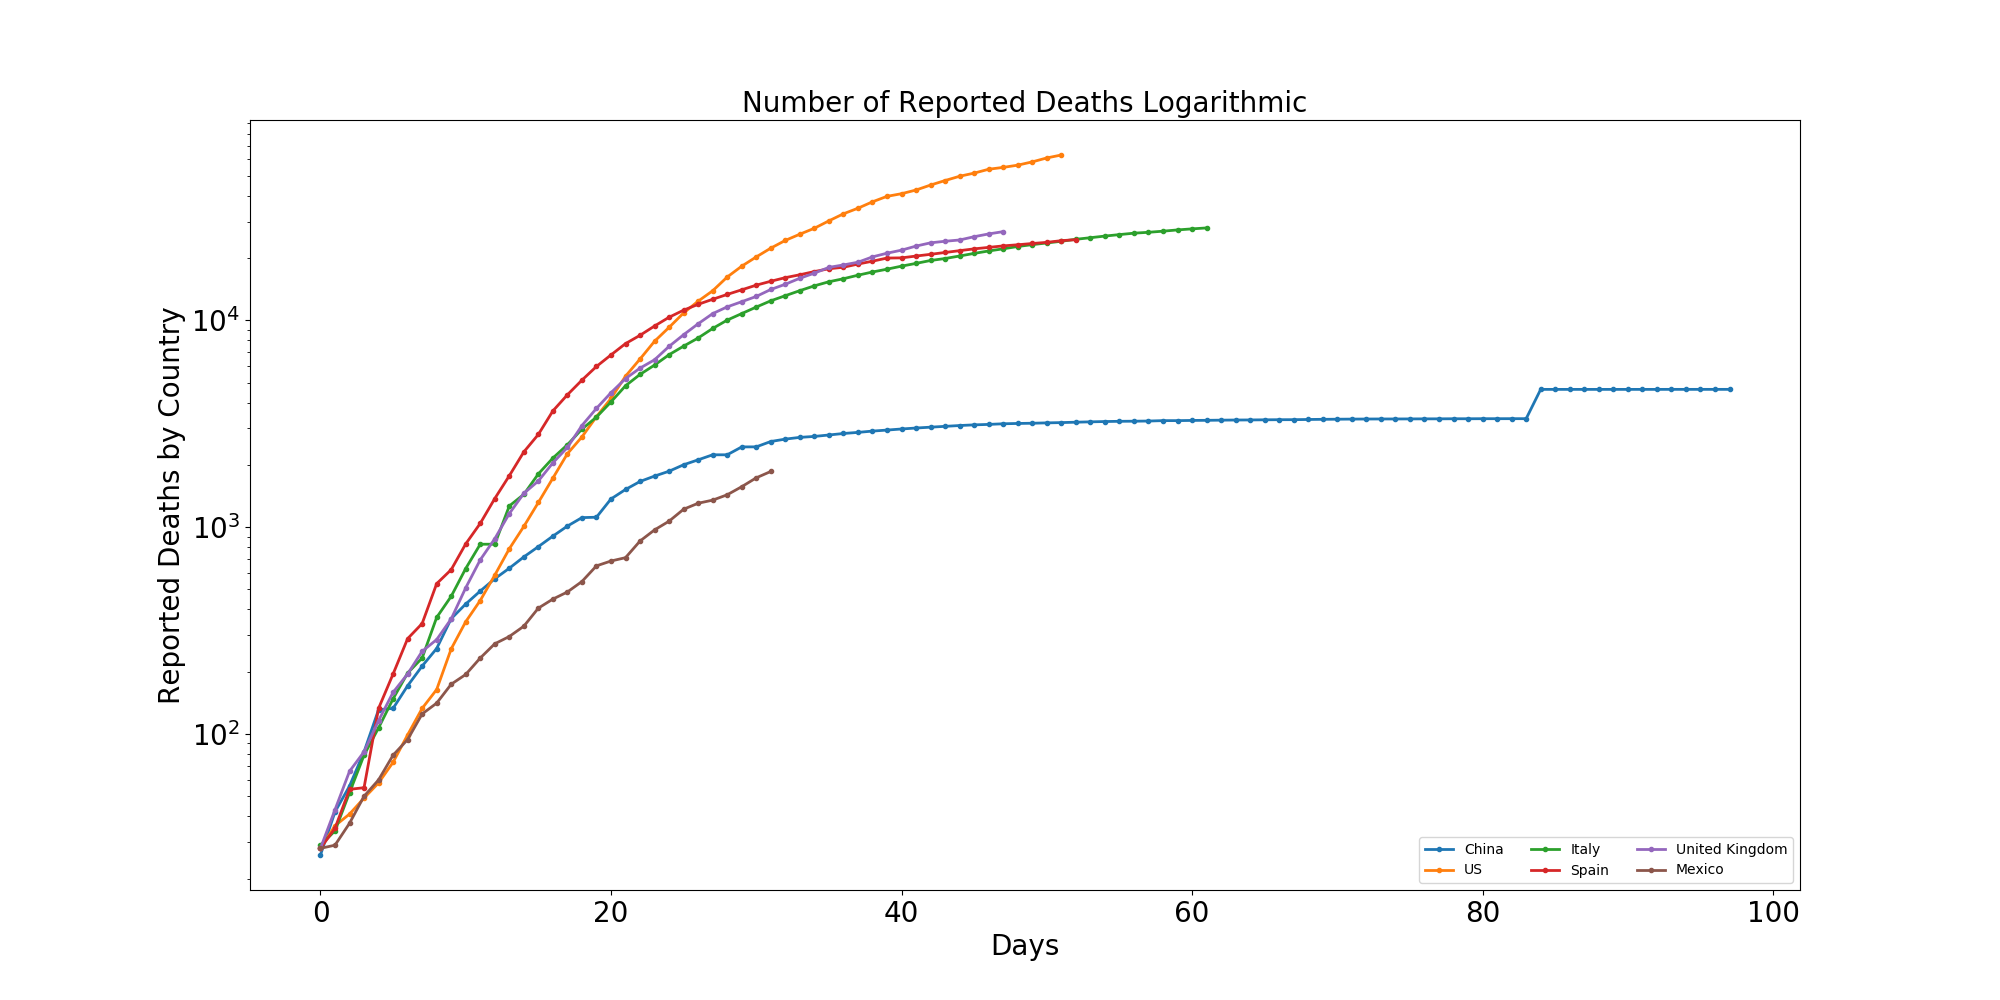 Number of Reported Deaths Logarithmic
Reported Deaths by Country
10^4
10^3
10^2
0 20 40 60 80 100
Days
China Italy United Kingdom
US Spain Mexico